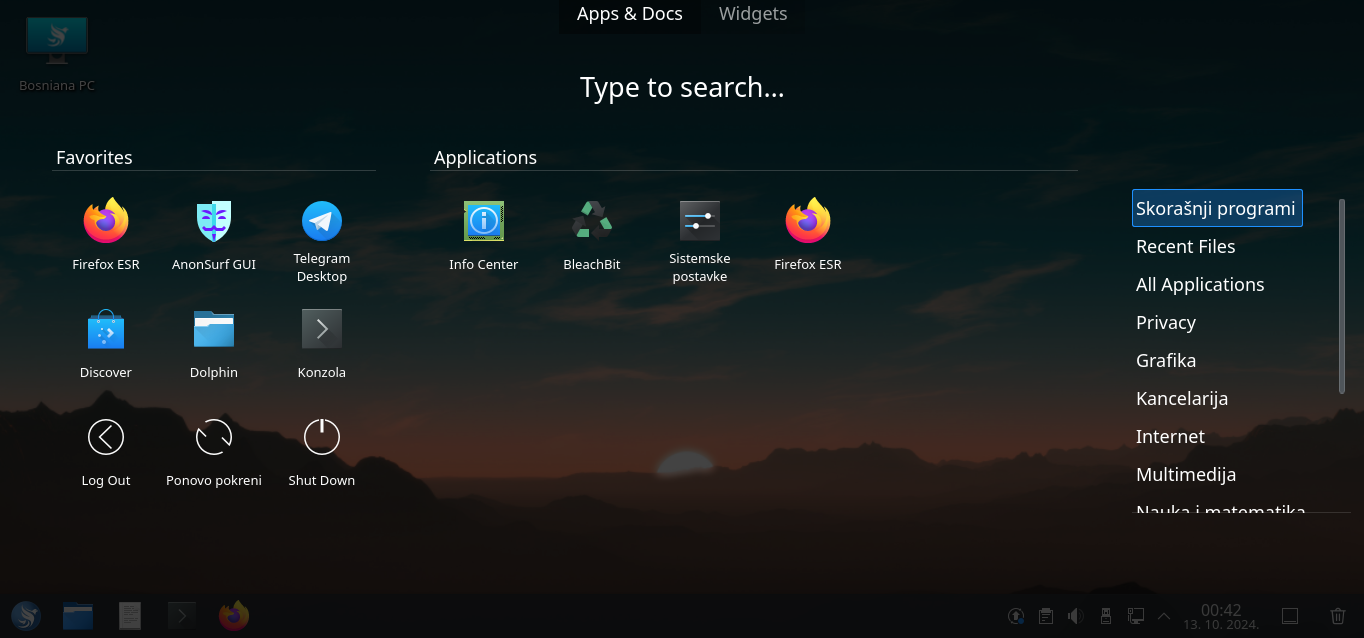 Apps & Docs
Widgets
Bosniana PC
Type to search...
Favorites
Firefox ESR
AnonSurf GUI
Telegram
Desktop
Discover
Dolphin
Konzola
Log Out
Ponovo pokreni
Shut Down
Applications
Info Center
BleachBit
Sistemske
postavke
Firefox ESR
Skorašnji programi
Recent Files
All Applications
Privacy
Grafika
Kancelarija
Internet
Multimedija
Nauka i matematika
00:42
13. 10. 2024.